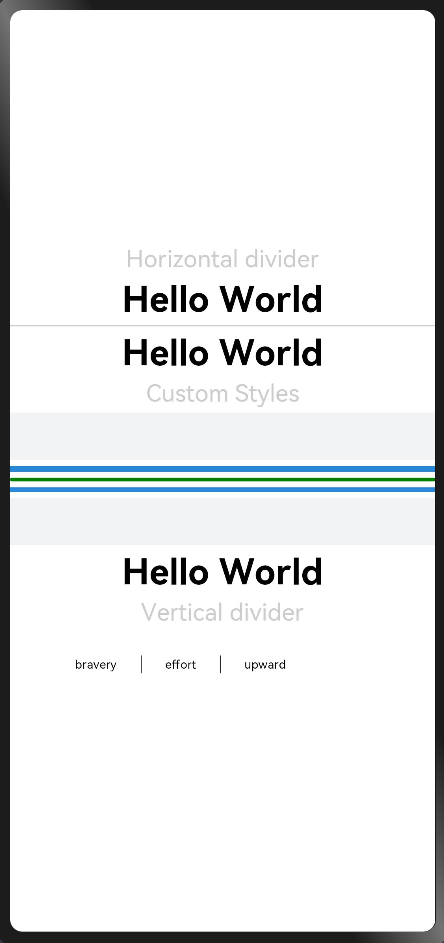 Horizontal divider
Hello World
Hello World
Custom Styles
Hello World
Vertical divider
bravery effort upward